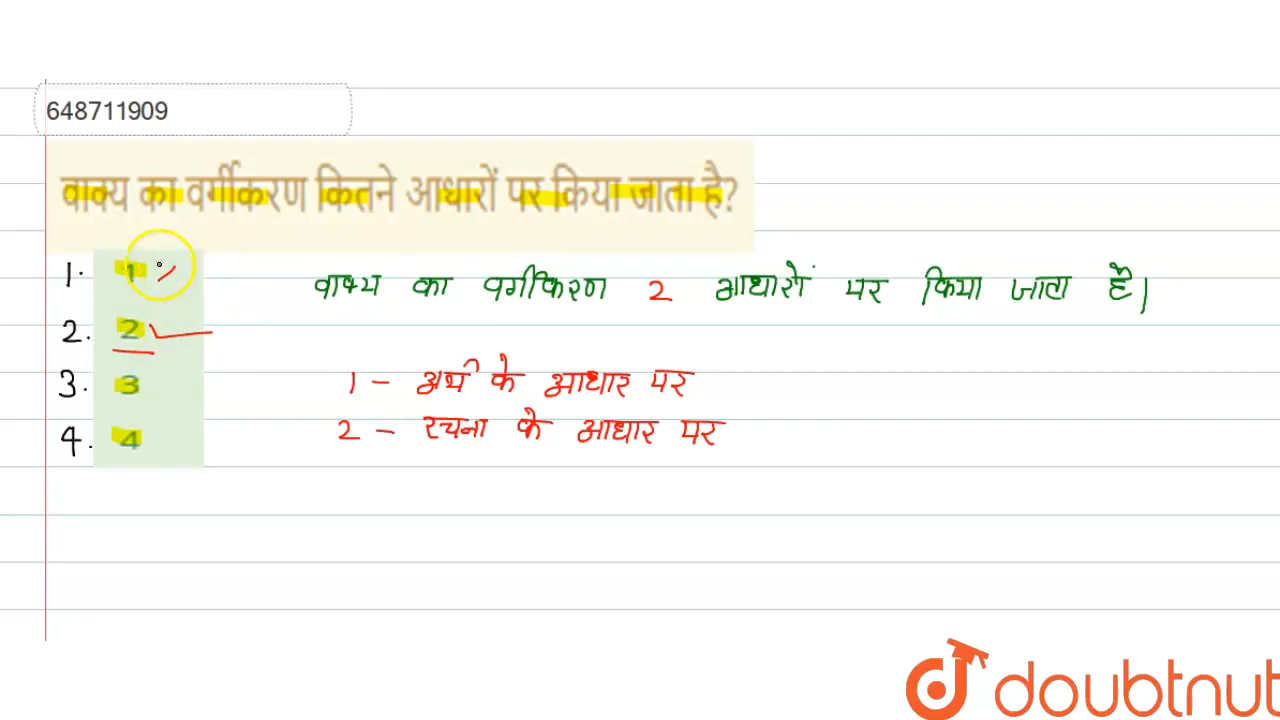 648711909
वाक्य का वर्गीकरण कितने आधारों पर किया जाता है?
1. 1
वाक्य का वर्गीकरण 2 आधारों पर किया जाता है।
2. 2
3. 3
1 - अर्थ के आधार पर
2 - रचना के आधार पर
4. 4
doubtnut